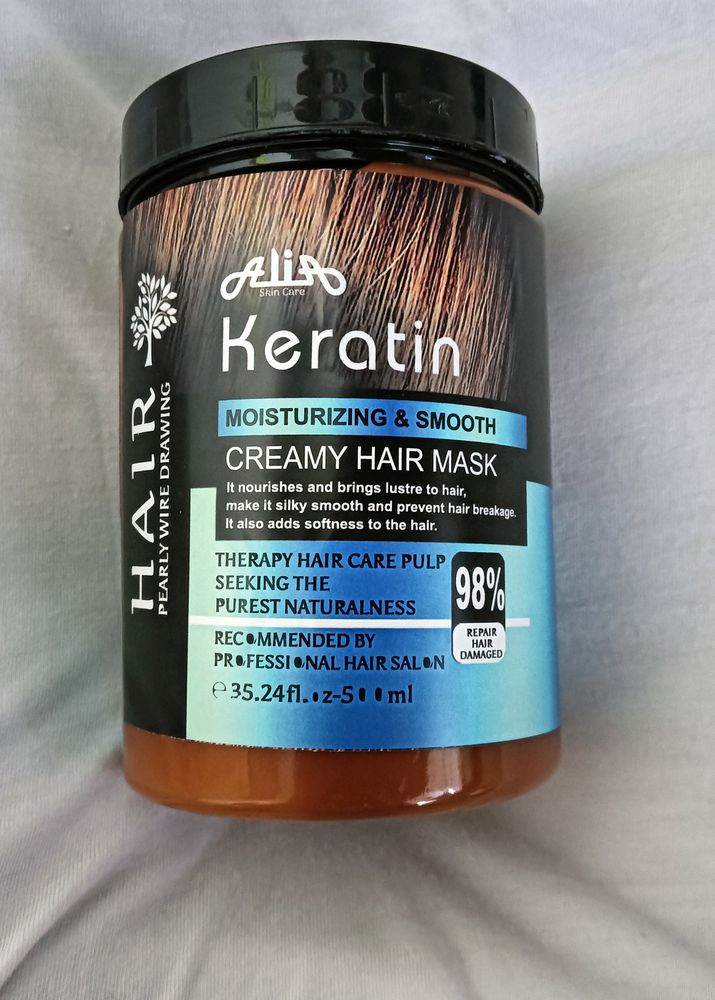 Alia
Skin Care
Keratin
MOISTURIZING & SMOOTH
CREAMY HAIR MASK
It nourishes and brings lustre to hair,
make it silky smooth and prevent hair breakage.
It also adds softness to the hair.
THERAPY HAIR CARE PULP
SEEKING THE
PUREST NATURALNESS
98%
REPAIR
HAIR
DAMAGED
RECOMMENDED BY
PROFESSIONAL HAIR SALON
℮35.24fl.oz-500ml
HAIR
PEARLY WIRE DRAWING